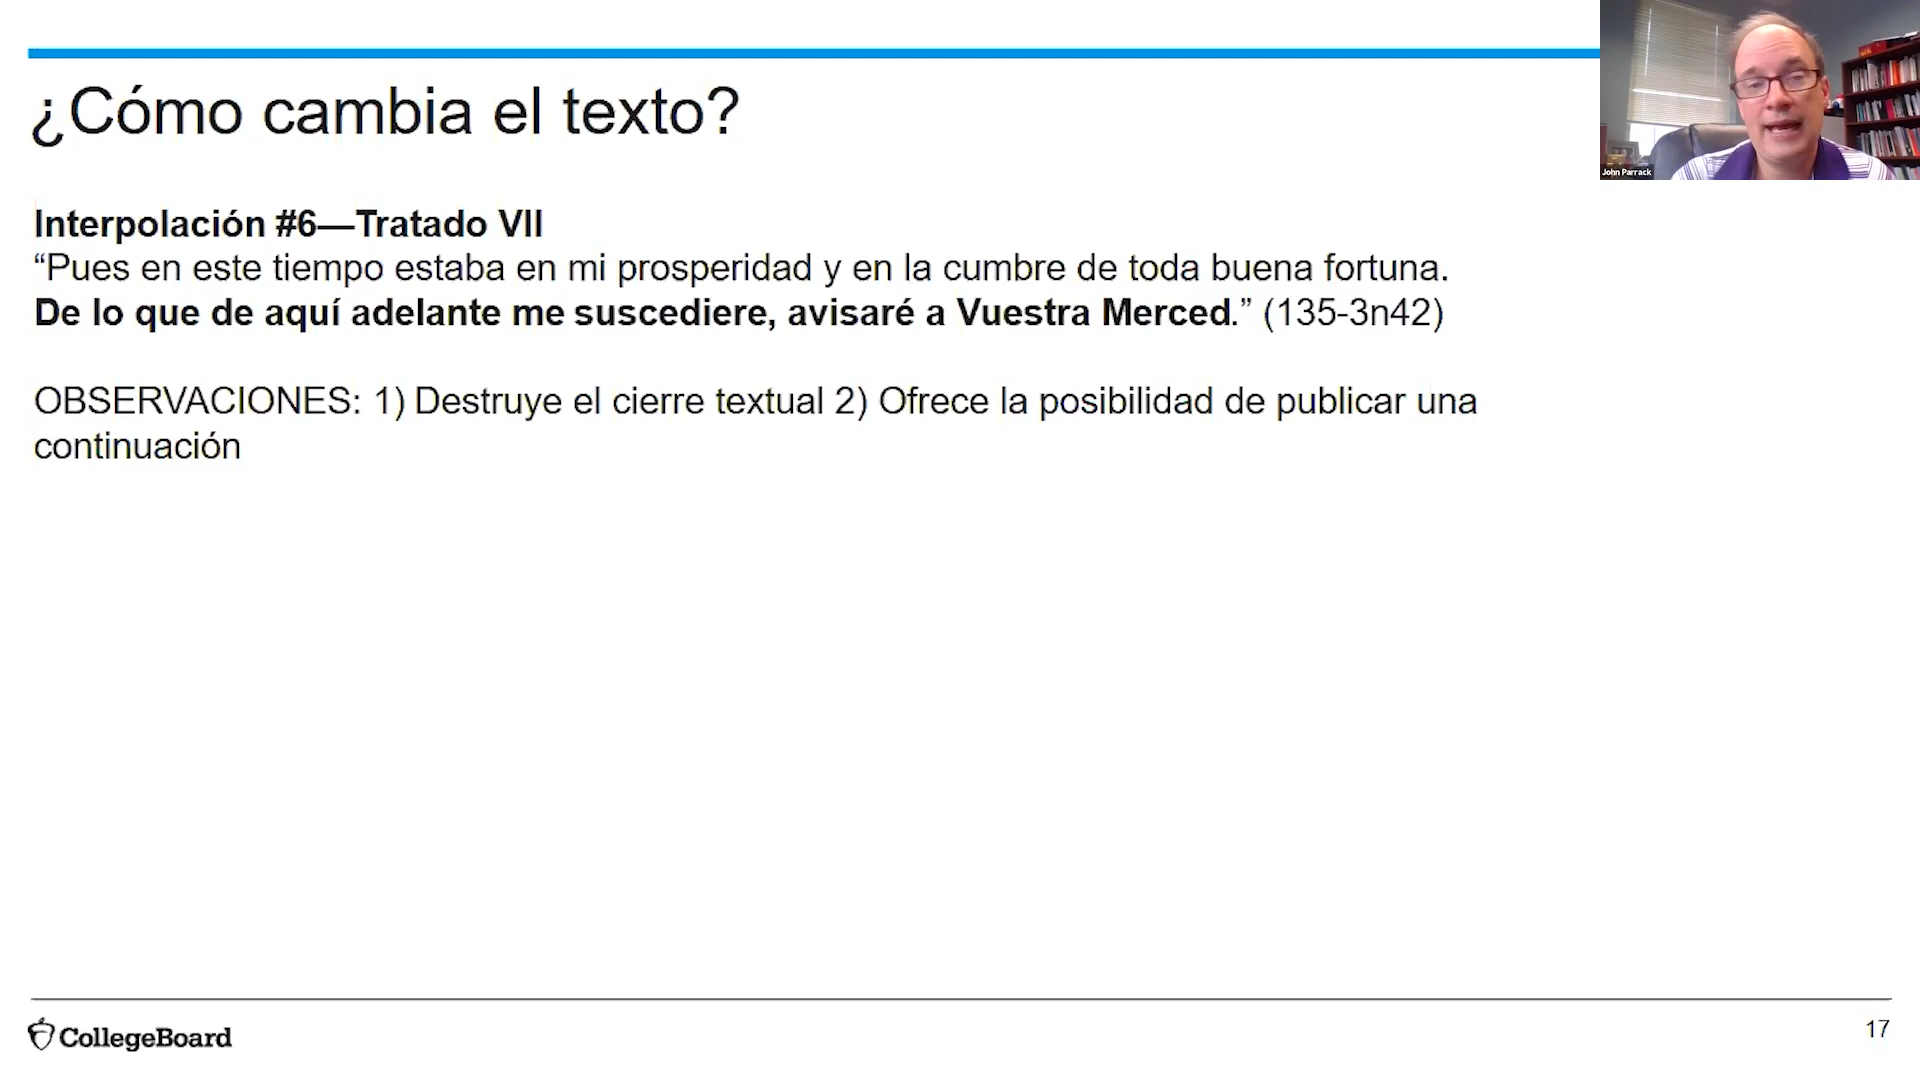 ¿Cómo cambia el texto?
John Parrack
Interpolación #6—Tratado VII
“Pues en este tiempo estaba en mi prosperidad y en la cumbre de toda buena fortuna.
De lo que de aquí adelante me suscediere, avisaré a Vuestra Merced.” (135-3n42)
OBSERVACIONES: 1) Destruye el cierre textual 2) Ofrece la posibilidad de publicar una
continuación
CollegeBoard
17